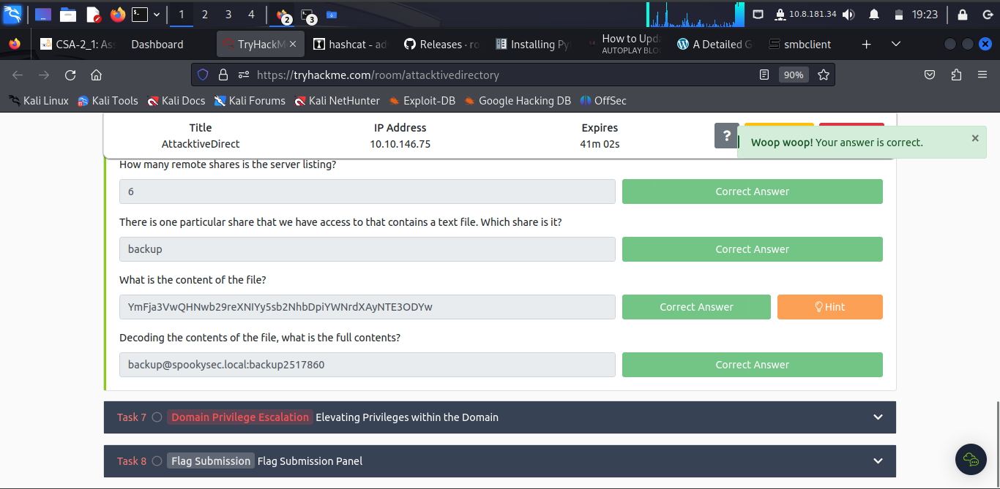 1 2 3 4 2 3 10.8.181.34 19:23
CSA-2_1: Ass Dashboard TryHackM hashcat - ad Releases · ro Installing Py How to Upda A Detailed G smbclient
AUTOPLAY BLOC
https://tryhackme.com/room/attacktivedirectory 90%
Kali Linux Kali Tools Kali Docs Kali Forums Kali NetHunter Exploit-DB Google Hacking DB OffSec
Title IP Address Expires
AttacktiveDirect 10.10.146.75 41m 02s ?
Woop woop! Your answer is correct. ×
How many remote shares is the server listing?
6 Correct Answer
There is one particular share that we have access to that contains a text file. Which share is it?
backup Correct Answer
What is the content of the file?
YmFja3VwQHNwb29reXNlYy5sb2NhbDpiYWNrdXAyNTE3ODYw Correct Answer Hint
Decoding the contents of the file, what is the full contents?
backup@spookysec.local:backup2517860 Correct Answer
Task 7 Domain Privilege Escalation Elevating Privileges within the Domain
Task 8 Flag Submission Flag Submission Panel